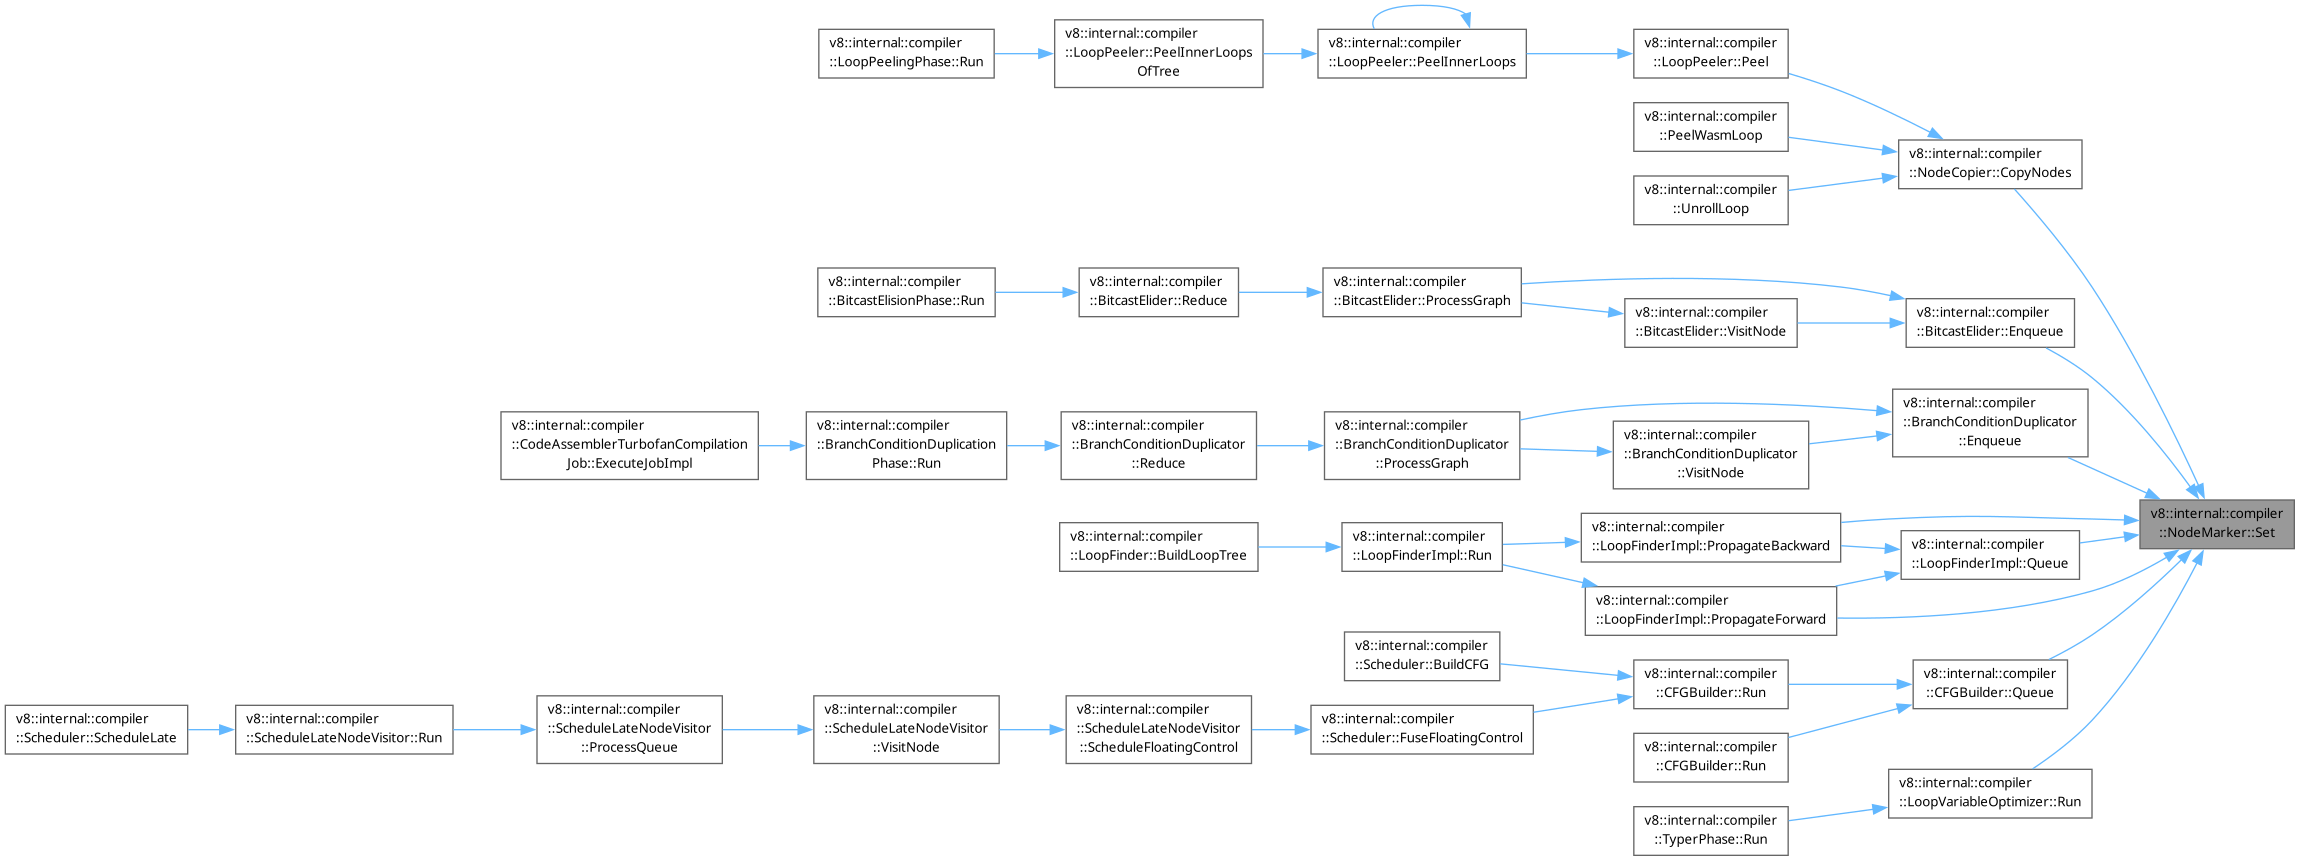 v8::internal::compiler
::LoopPeelingPhase::Run
v8::internal::compiler
::LoopPeeler::PeelInnerLoops
OfTree
v8::internal::compiler
::LoopPeeler::PeelInnerLoops
v8::internal::compiler
::LoopPeeler::Peel
v8::internal::compiler
::PeelWasmLoop
v8::internal::compiler
::UnrollLoop
v8::internal::compiler
::NodeCopier::CopyNodes
v8::internal::compiler
::BitcastElisionPhase::Run
v8::internal::compiler
::BitcastElider::Reduce
v8::internal::compiler
::BitcastElider::ProcessGraph
v8::internal::compiler
::BitcastElider::VisitNode
v8::internal::compiler
::BitcastElider::Enqueue
v8::internal::compiler
::CodeAssemblerTurbofanCompilation
Job::ExecuteJobImpl
v8::internal::compiler
::BranchConditionDuplication
Phase::Run
v8::internal::compiler
::BranchConditionDuplicator
::Reduce
v8::internal::compiler
::BranchConditionDuplicator
::ProcessGraph
v8::internal::compiler
::BranchConditionDuplicator
::VisitNode
v8::internal::compiler
::BranchConditionDuplicator
::Enqueue
v8::internal::compiler
::NodeMarker::Set
v8::internal::compiler
::LoopFinder::BuildLoopTree
v8::internal::compiler
::LoopFinderImpl::Run
v8::internal::compiler
::LoopFinderImpl::PropagateBackward
v8::internal::compiler
::LoopFinderImpl::Queue
v8::internal::compiler
::LoopFinderImpl::PropagateForward
v8::internal::compiler
::Scheduler::BuildCFG
v8::internal::compiler
::CFGBuilder::Run
v8::internal::compiler
::CFGBuilder::Queue
v8::internal::compiler
::Scheduler::ScheduleLate
v8::internal::compiler
::ScheduleLateNodeVisitor::Run
v8::internal::compiler
::ScheduleLateNodeVisitor
::ProcessQueue
v8::internal::compiler
::ScheduleLateNodeVisitor
::VisitNode
v8::internal::compiler
::ScheduleLateNodeVisitor
::ScheduleFloatingControl
v8::internal::compiler
::Scheduler::FuseFloatingControl
v8::internal::compiler
::CFGBuilder::Run
v8::internal::compiler
::LoopVariableOptimizer::Run
v8::internal::compiler
::TyperPhase::Run